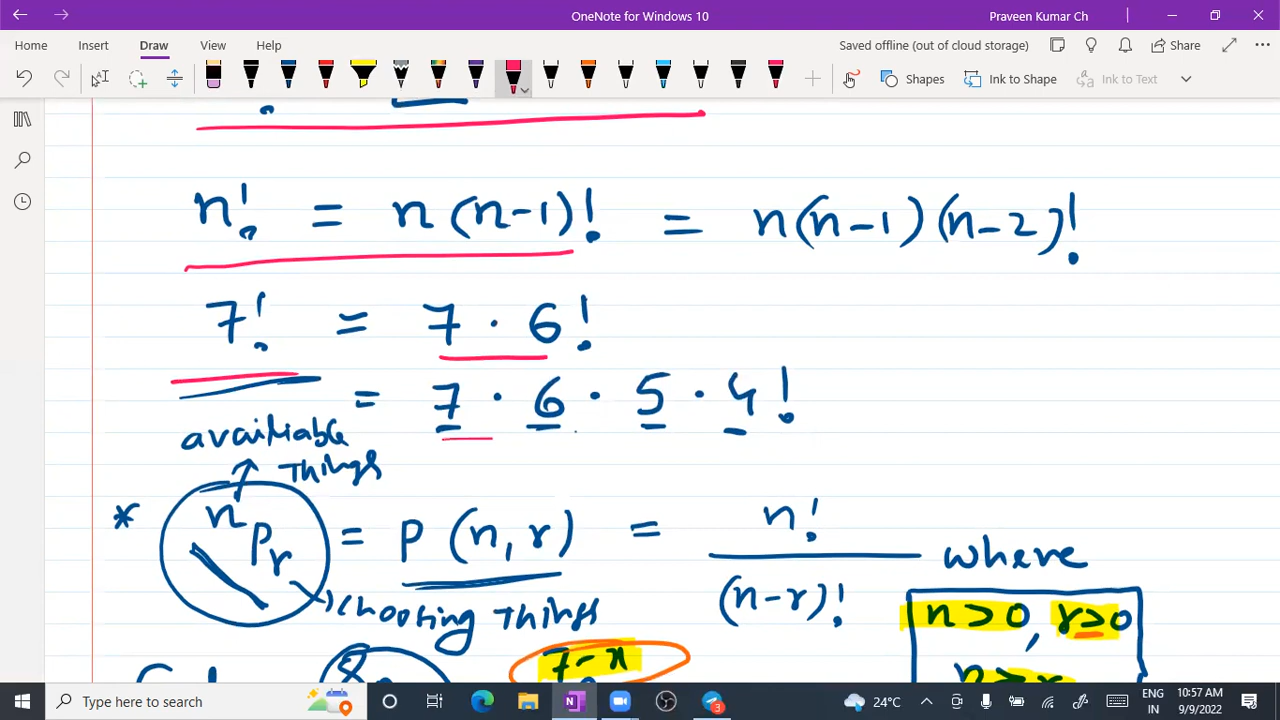 OneNote for Windows 10
Praveen Kumar Ch
Home Insert Draw View Help
Saved offline (out of cloud storage)
Share
Shapes
Ink to Shape
Ink to Text
n! = n(n-1)! = n(n-1)(n-2)!
7! = 7 · 6!
= 7 · 6 · 5 · 4!
available
Things
* nPr = P(n,r) = n! / (n-r)! where
choosing Things
n > 0, r ≥ 0
7-x
Type here to search
3
24°C
ENG
IN
10:57 AM
9/9/2022